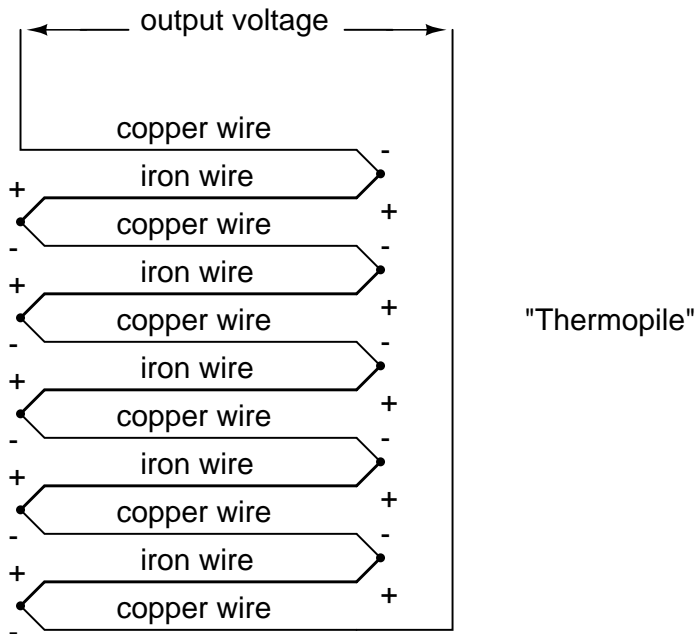 output voltage
copper wire
-
iron wire
+
+
copper wire
-
-
iron wire
+
+
copper wire
"Thermopile"
-
-
iron wire
+
+
copper wire
-
-
iron wire
+
+
copper wire
-
-
iron wire
+
+
copper wire
-